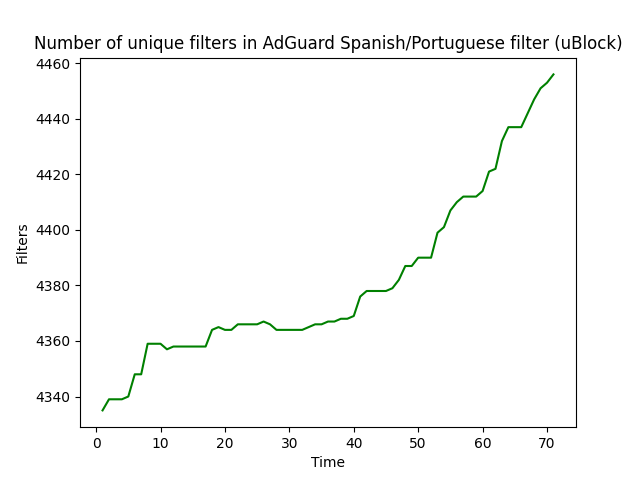 Number of unique filters in AdGuard Spanish/Portuguese filter (uBlock)
4460
4440
4420
4400
4380
4360
4340
Filters
0 10 20 30 40 50 60 70
Time